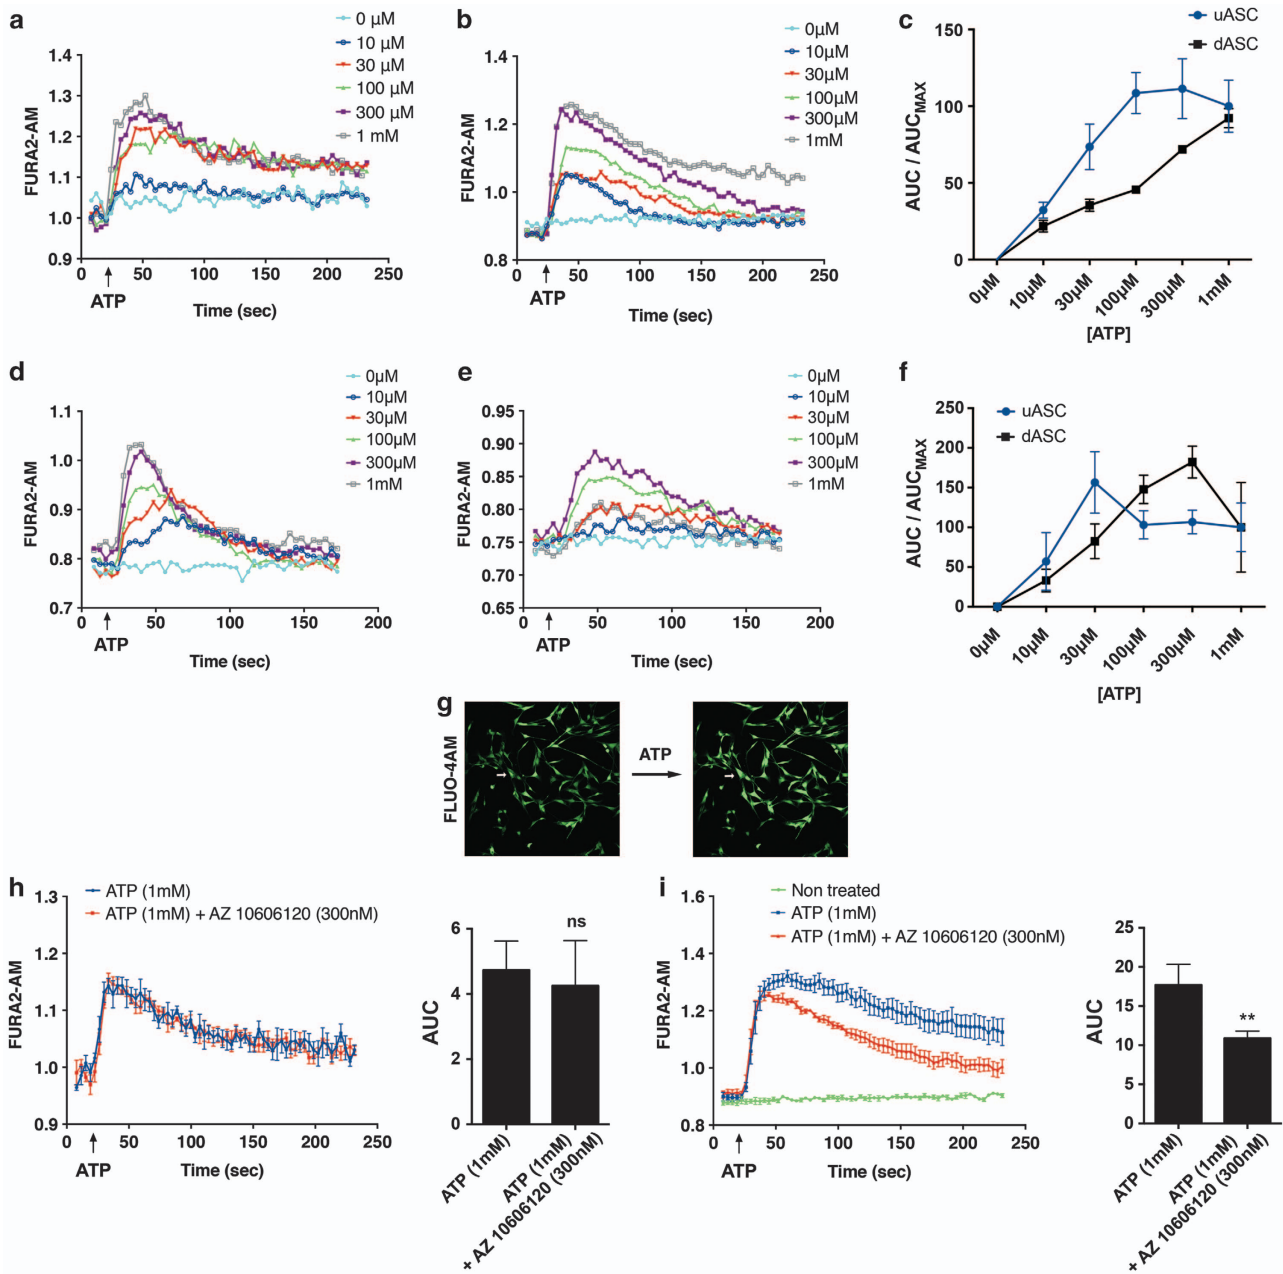 a
0 µM
10 µM
30 µM
100 µM
300 µM
1 mM
FURA2-AM
1.4
1.3
1.2
1.1
1.0
0.9
0
50
100
150
200
250
ATP
Time (sec)
b
0µM
10µM
30µM
100µM
300µM
1mM
FURA2-AM
1.4
1.2
1.0
0.8
0
50
100
150
200
250
ATP
Time (sec)
c
uASC
dASC
AUC / AUCMAX
150
100
50
0
0µM
10µM
30µM
100µM
300µM
1mM
[ATP]
d
0µM
10µM
30µM
100µM
300µM
1mM
FURA2-AM
1.1
1.0
0.9
0.8
0.7
0
50
100
150
200
ATP
Time (sec)
e
0µM
10µM
30µM
100µM
300µM
1mM
FURA2-AM
0.95
0.90
0.85
0.80
0.75
0.70
0.65
0
50
100
150
200
ATP
Time (sec)
f
uASC
dASC
AUC / AUCMAX
250
200
150
100
50
0
0µM
10µM
30µM
100µM
300µM
1mM
[ATP]
g
FLUO-4AM
ATP
h
ATP (1mM)
ATP (1mM) + AZ 10606120 (300nM)
FURA2-AM
1.3
1.2
1.1
1.0
0.9
0
50
100
150
200
250
ATP
Time (sec)
AUC
6
4
2
0
ns
ATP (1mM)
ATP (1mM)
+ AZ 10606120 (300nM)
i
Non treated
ATP (1mM)
ATP (1mM) + AZ 10606120 (300nM)
FURA2-AM
1.6
1.4
1.2
1.0
0.8
0
50
100
150
200
250
ATP
Time (sec)
AUC
25
20
15
10
5
0
**
ATP (1mM)
ATP (1mM)
+ AZ 10606120 (300nM)